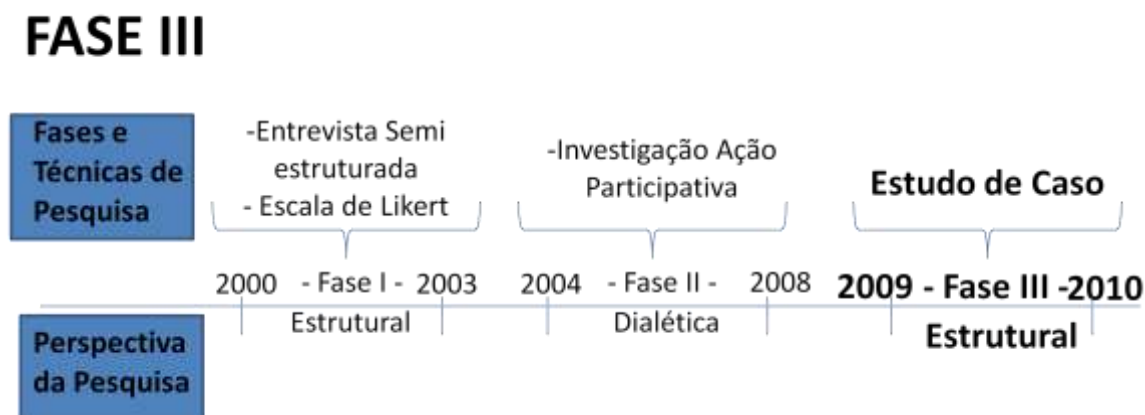 FASE III
Fases e
Técnicas de
Pesquisa
-Entrevista Semi
estruturada
- Escala de Likert
-Investigação Ação
Participativa
Estudo de Caso
2000 - Fase I - 2003
2004 - Fase II - 2008
2009 - Fase III -2010
Estrutural
Dialética
Estrutural
Perspectiva
da Pesquisa